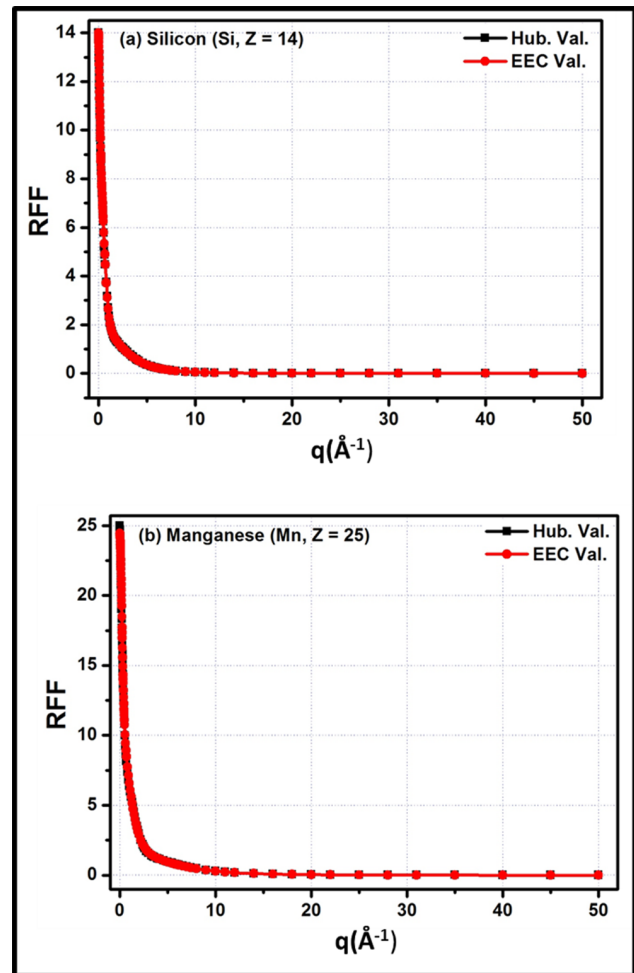 (a) Silicon (Si, Z = 14)
Hub. Val.
EEC Val.
14
12
10
8
6
4
2
0
RFF
0 10 20 30 40 50
q(Å⁻¹)
(b) Manganese (Mn, Z = 25)
Hub. Val.
EEC Val.
25
20
15
10
5
0
RFF
0 10 20 30 40 50
q(Å⁻¹)